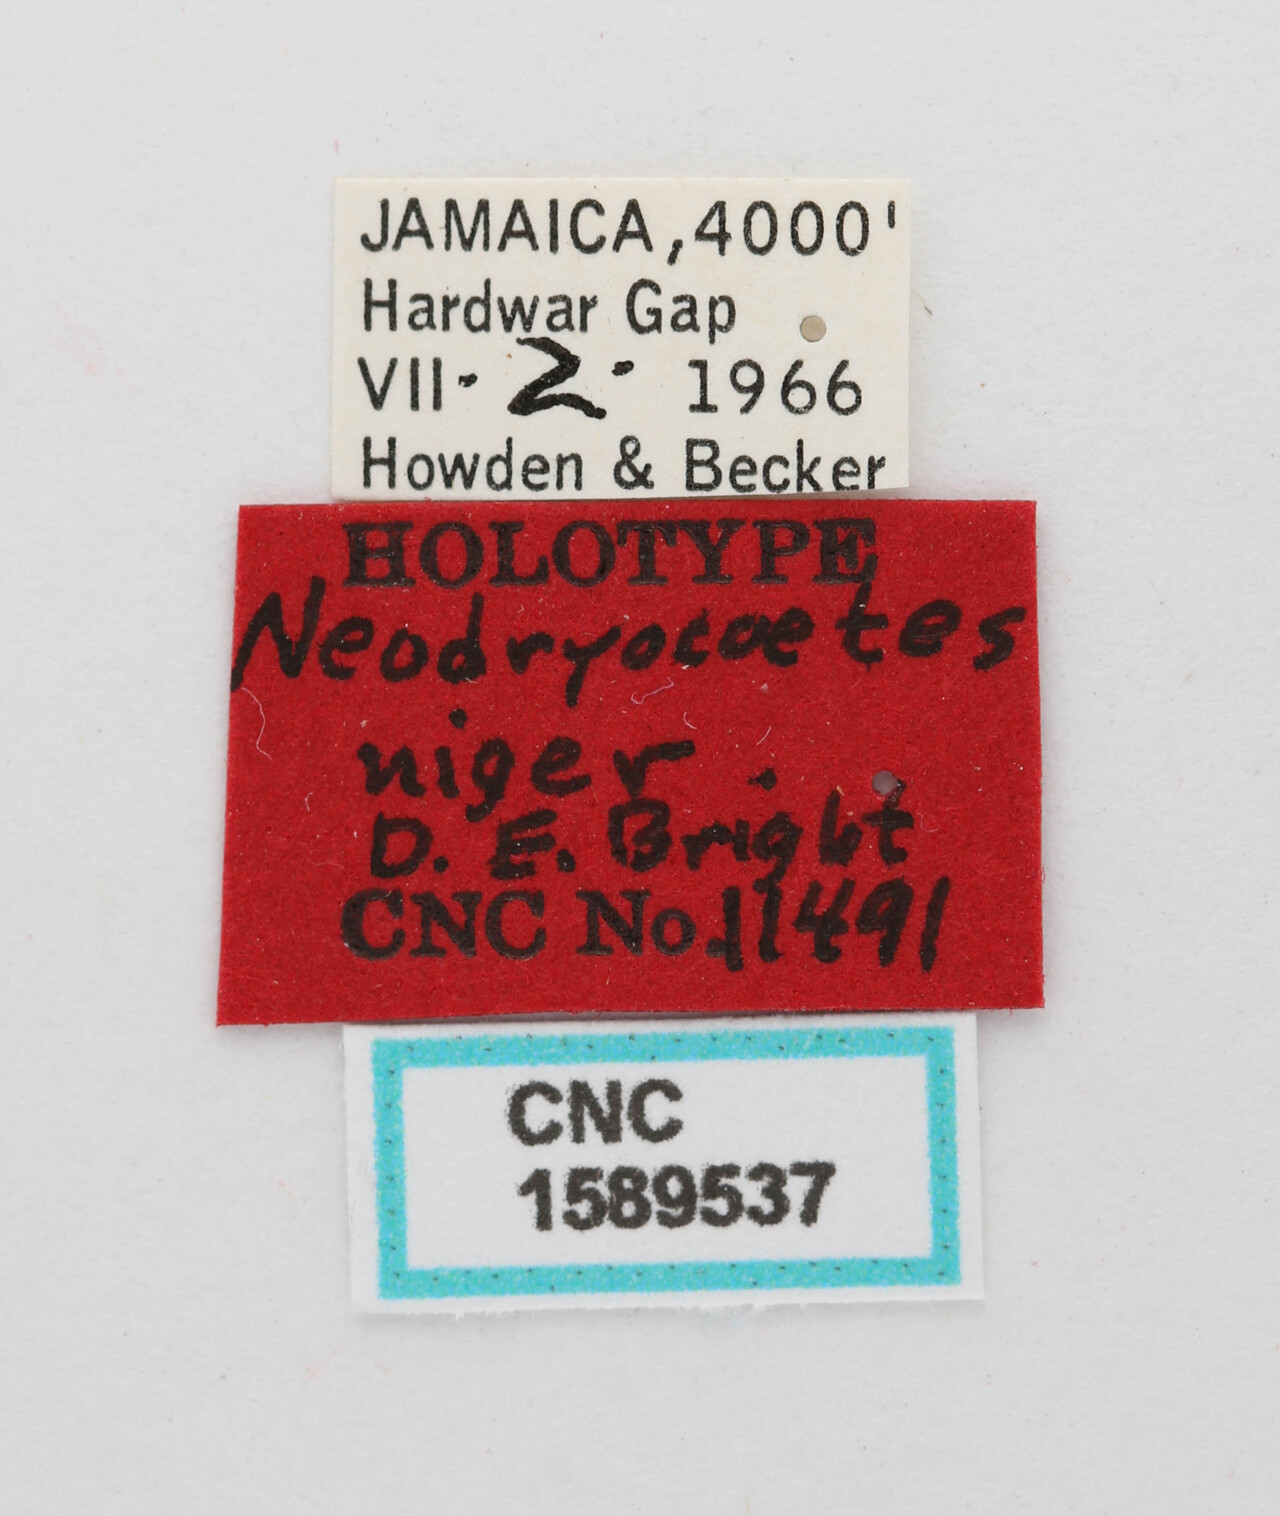 JAMAICA, 4000'
Hardwar Gap
VII· 2· 1966
Howden & Becker
HOLOTYPE
Neodryocoetes
niger
D. E. Bright
CNC No. 11491
CNC
1589537